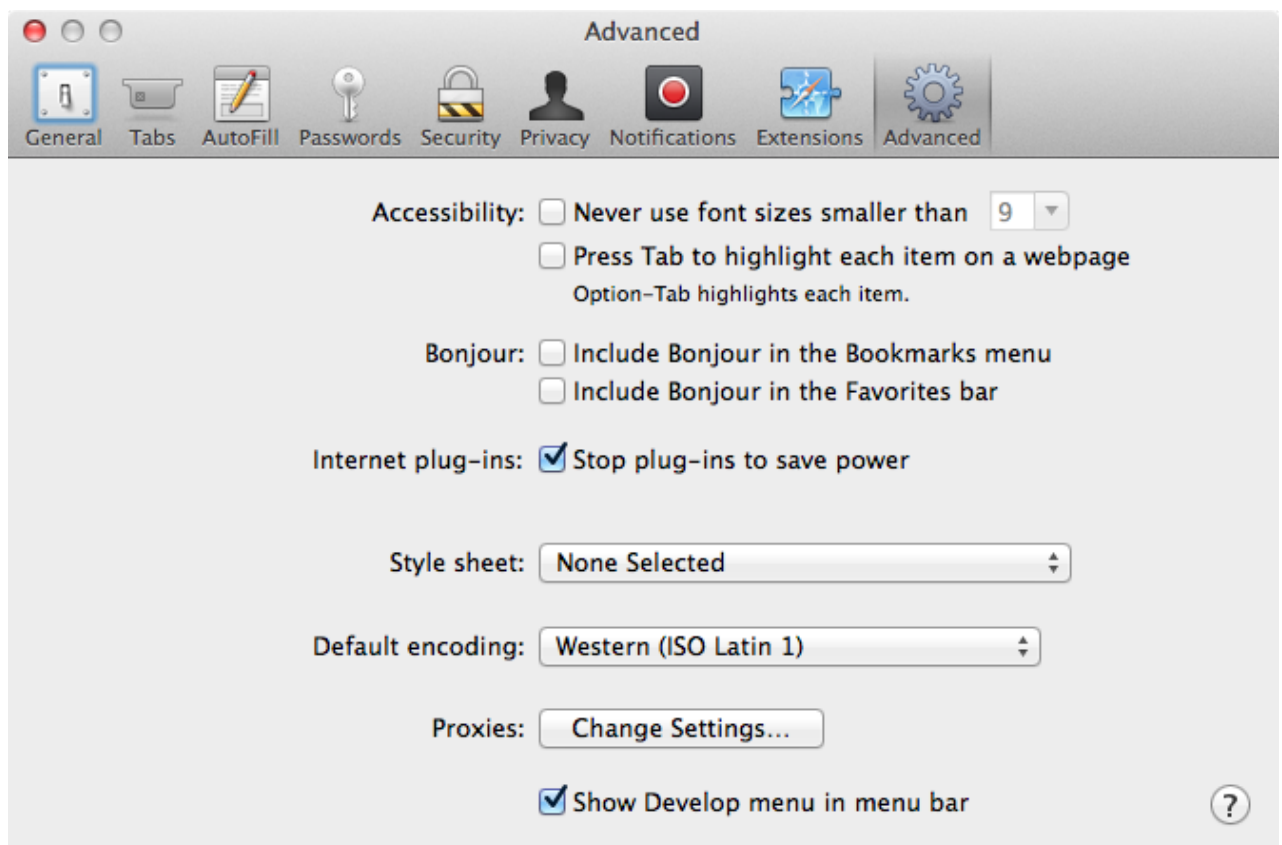 Advanced
General Tabs AutoFill Passwords Security Privacy Notifications Extensions Advanced
Accessibility: Never use font sizes smaller than 9
Press Tab to highlight each item on a webpage
Option-Tab highlights each item.
Bonjour: Include Bonjour in the Bookmarks menu
Include Bonjour in the Favorites bar
Internet plug-ins: Stop plug-ins to save power
Style sheet: None Selected
Default encoding: Western (ISO Latin 1)
Proxies: Change Settings...
Show Develop menu in menu bar
?